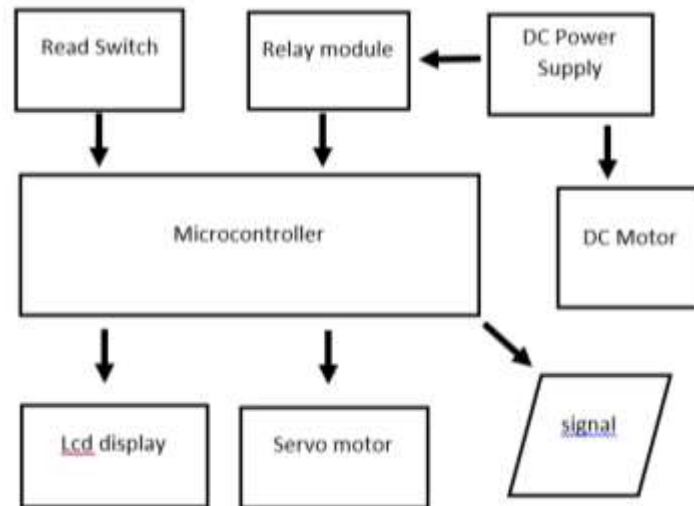 Read Switch
Relay module
DC Power
Supply
Microcontroller
DC Motor
Lcd display
Servo motor
signal